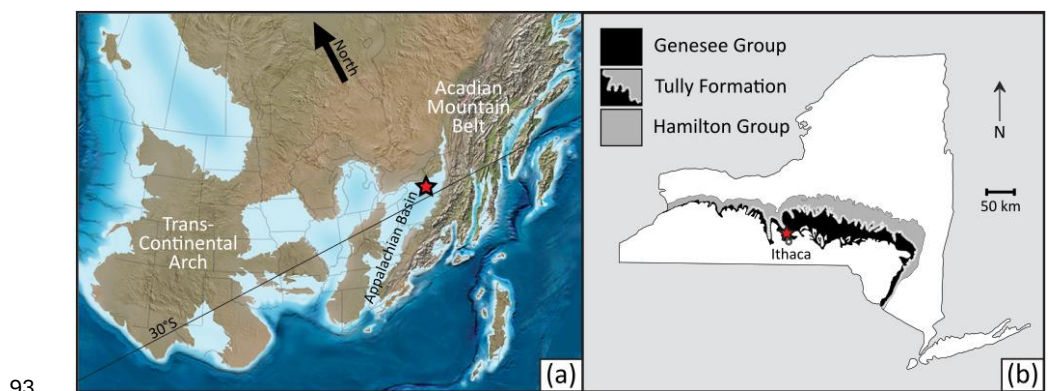 North
Acadian
Mountain
Belt
Trans-
Continental
Arch
Appalachian Basin
30°S
(a)
Genesee Group
Tully Formation
Hamilton Group
N
50 km
Ithaca
(b)
93